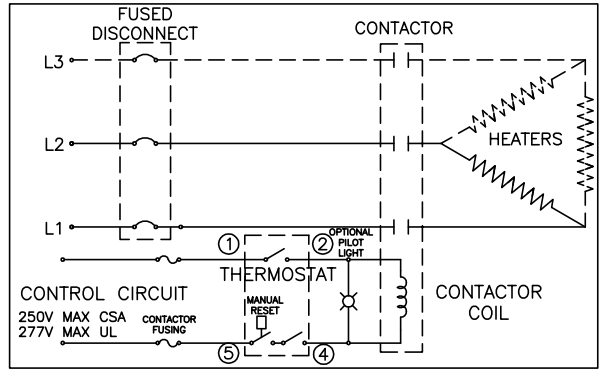 FUSED
DISCONNECT
CONTACTOR
L3
L2
HEATERS
L1
1
2
OPTIONAL
PILOT
LIGHT
THERMOSTAT
CONTROL CIRCUIT
250V MAX CSA
277V MAX UL
CONTACTOR
FUSING
MANUAL
RESET
CONTACTOR
COIL
5
4